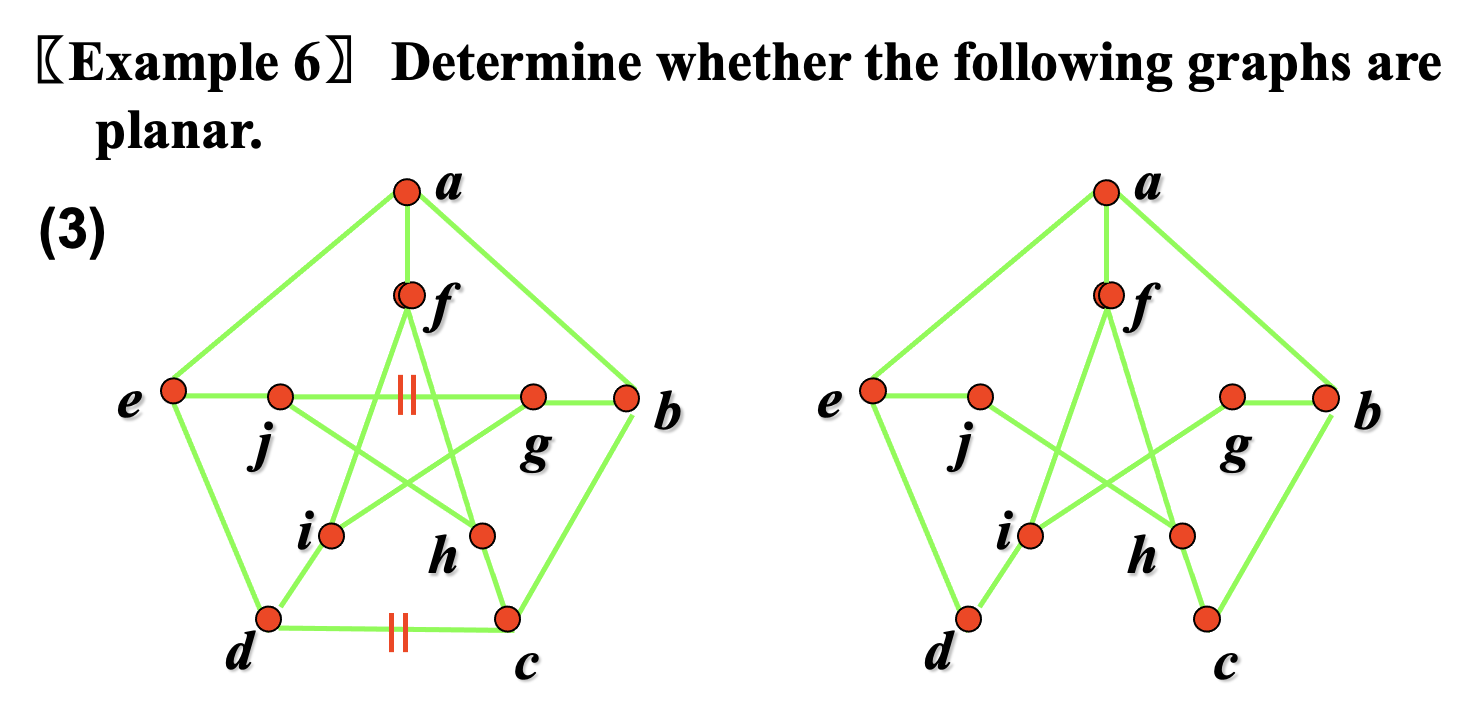 〖Example 6〗 Determine whether the following graphs are
planar.
(3)
a
f
e
j
g
b
i
h
d
c
a
f
e
j
g
b
i
h
d
c